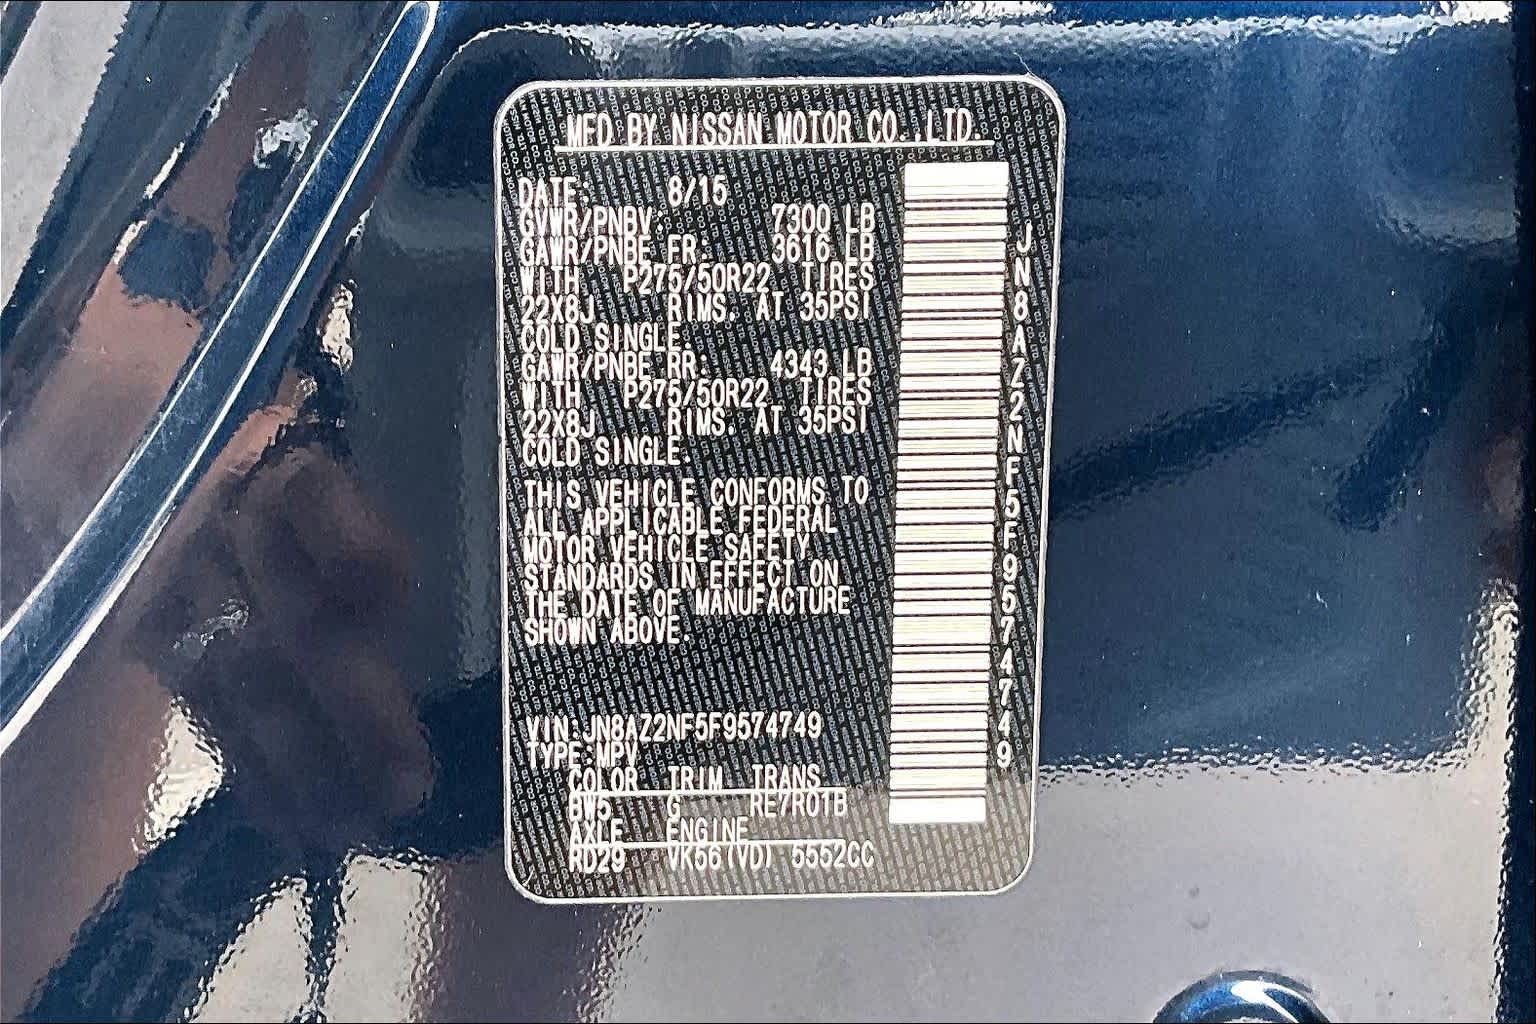 MFD BY NISSAN MOTOR CO.,LTD.
DATE: 8/15
GVWR/PNBV: 7300 LB
GAWR/PNBE FR: 3616 LB
WITH P275/50R22 TIRES
22X8J RIMS. AT 35PSI
COLD SINGLE.
GAWR/PNBE RR: 4343 LB
WITH P275/50R22 TIRES
22X8J RIMS. AT 35PSI
COLD SINGLE.
THIS VEHICLE CONFORMS TO
ALL APPLICABLE FEDERAL
MOTOR VEHICLE SAFETY
STANDARDS IN EFFECT ON
THE DATE OF MANUFACTURE
SHOWN ABOVE.
VIN:JN8AZ2NF5F9574749
TYPE:MPV
COLOR TRIM TRANS
BW5 G RE7R01B
AXLE ENGINE
RD29 VK56(VD) 5552CC
JN8AZ2NF5F9574749